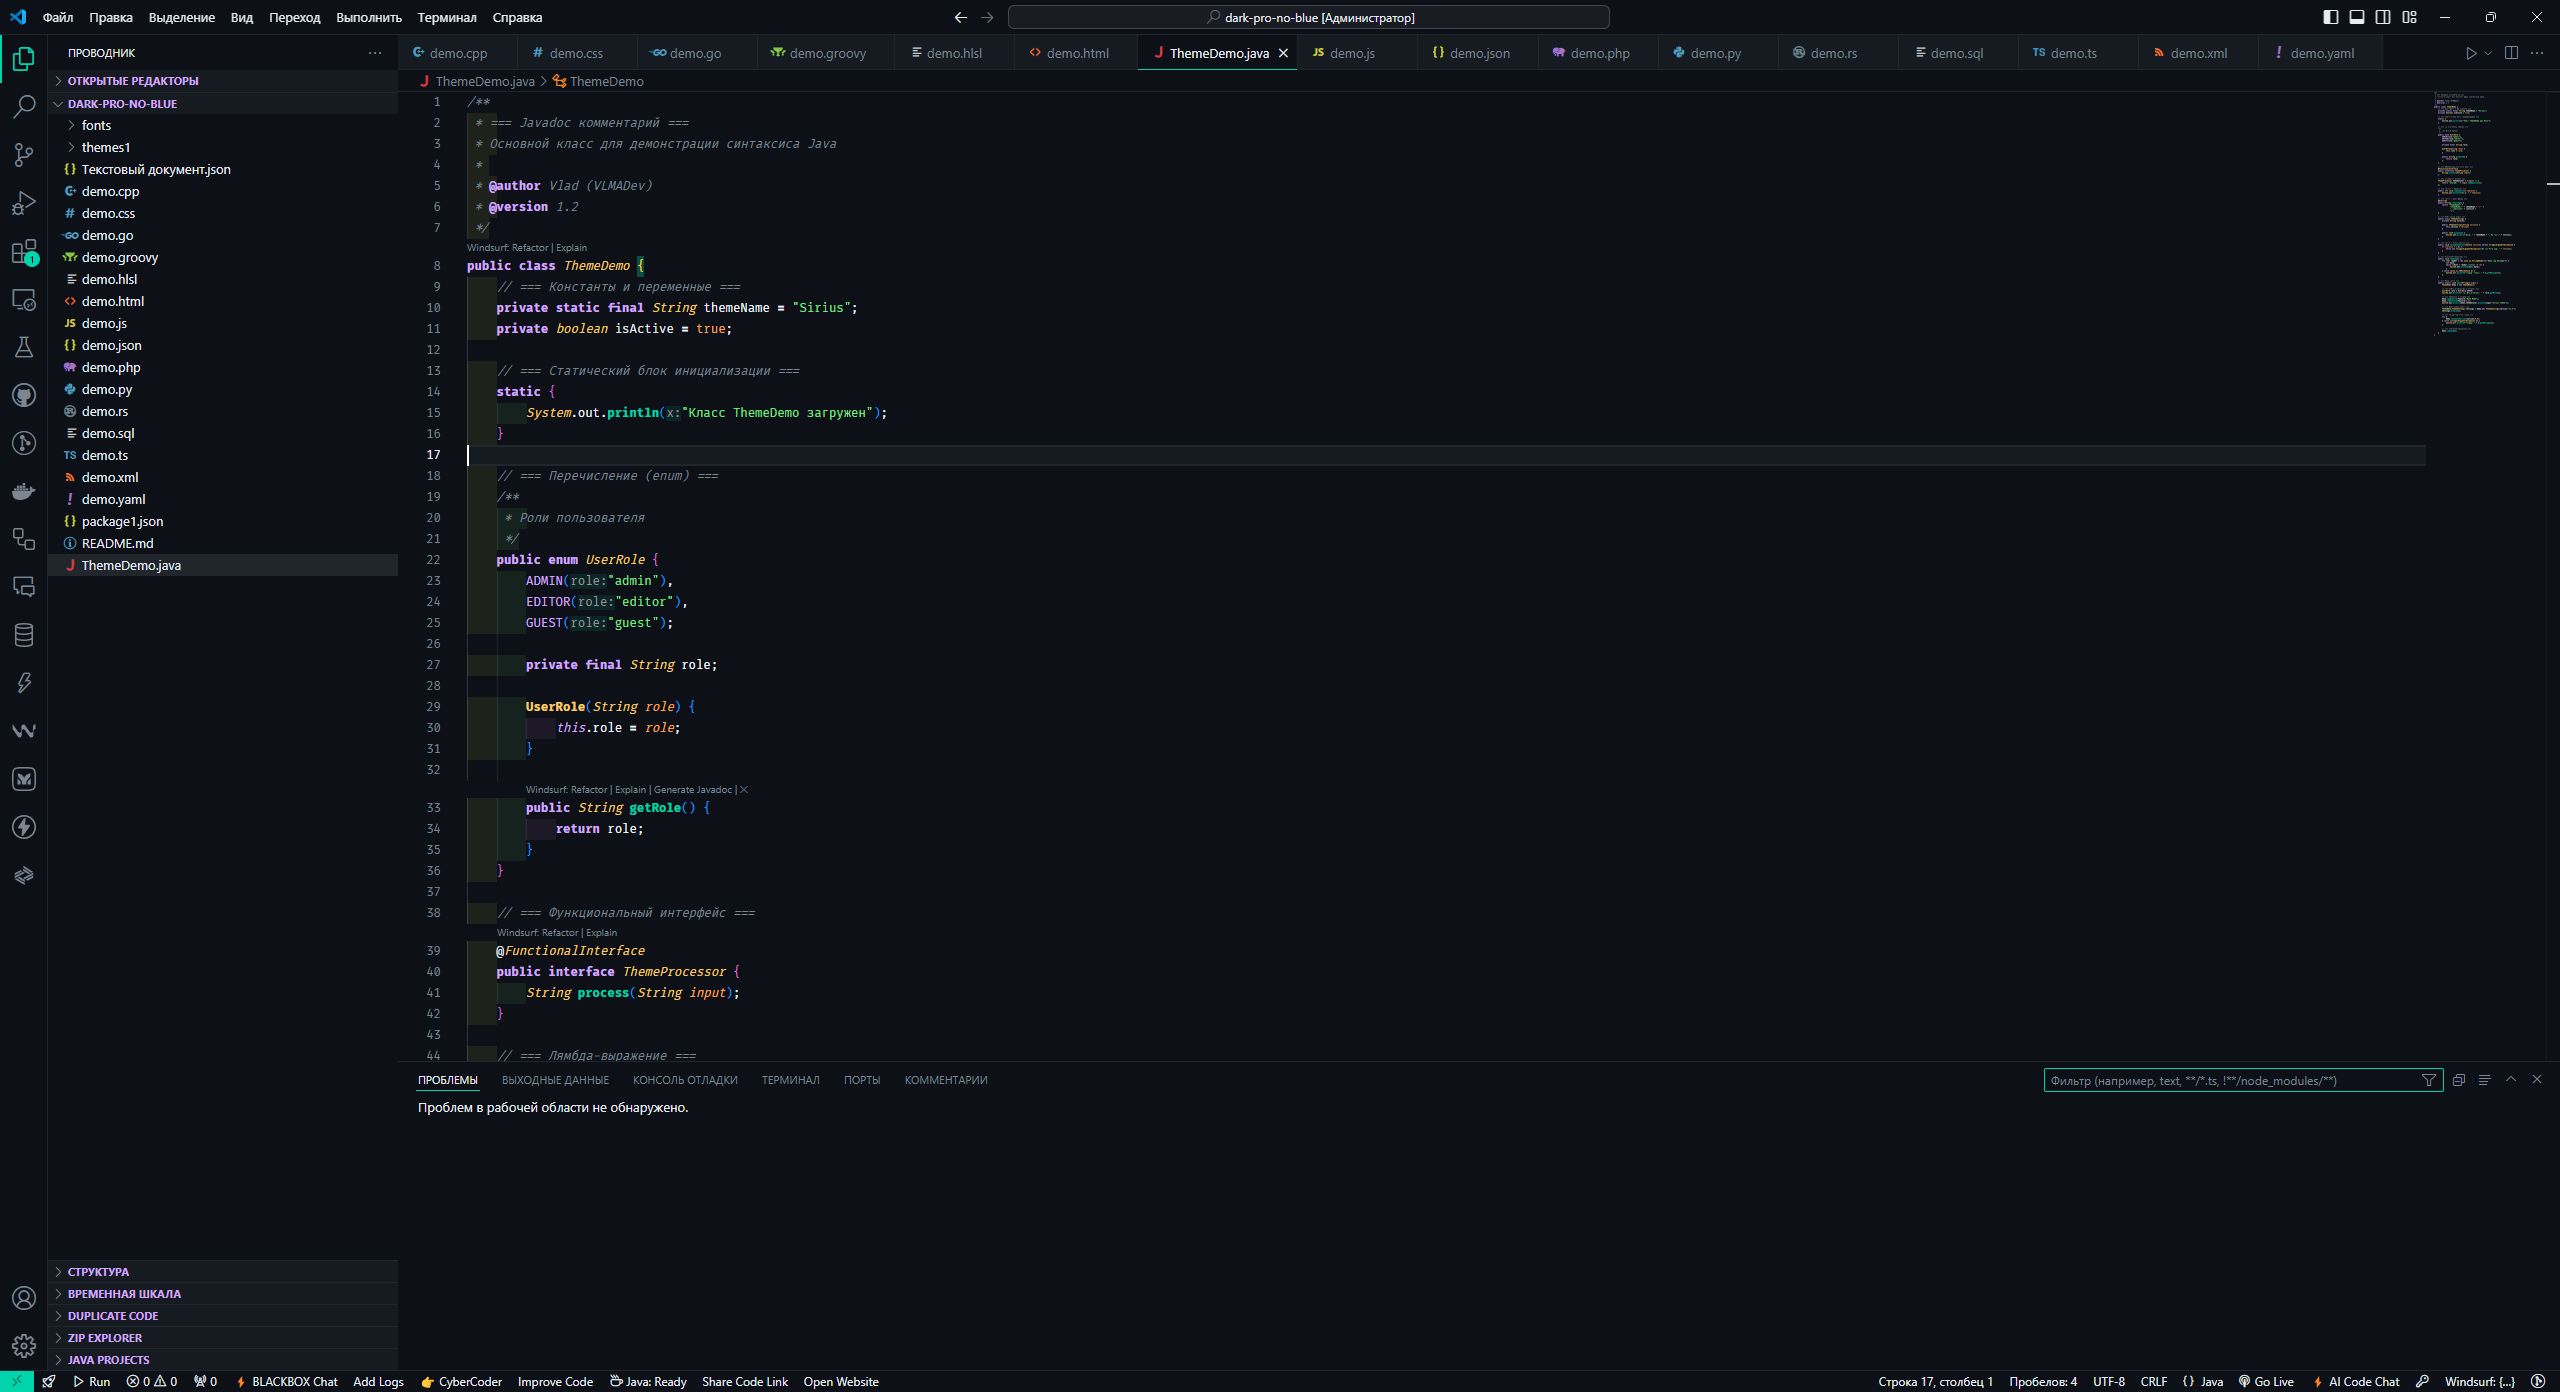 Файл Правка Выделение Вид Переход Выполнить Терминал Справка
dark-pro-no-blue [Администратор]
ПРОВОДНИК
ОТКРЫТЫЕ РЕДАКТОРЫ
DARK-PRO-NO-BLUE
fonts
themes1
Текстовый документ.json
demo.cpp
demo.css
demo.go
demo.groovy
demo.hlsl
demo.html
demo.js
demo.json
demo.php
demo.py
demo.rs
demo.sql
demo.ts
demo.xml
demo.yaml
package1.json
README.md
ThemeDemo.java
СТРУКТУРА
ВРЕМЕННАЯ ШКАЛА
DUPLICATE CODE
ZIP EXPLORER
JAVA PROJECTS
demo.cpp demo.css demo.go demo.groovy demo.hlsl demo.html ThemeDemo.java demo.js demo.json demo.php demo.py demo.rs demo.sql demo.ts demo.xml demo.yaml
ThemeDemo.java > ThemeDemo
1 /**
2 * === Javadoc комментарий ===
3 * Основной класс для демонстрации синтаксиса Java
4 *
5 * @author Vlad (VLMADev)
6 * @version 1.2
7 */
Windsurf: Refactor | Explain
8 public class ThemeDemo {
9 // === Константы и переменные ===
10 private static final String themeName = "Sirius";
11 private boolean isActive = true;
12
13 // === Статический блок инициализации ===
14 static {
15 System.out.println(x:"Класс ThemeDemo загружен");
16 }
17
18 // === Перечисление (enum) ===
19 /**
20 * Роли пользователя
21 */
22 public enum UserRole {
23 ADMIN(role:"admin"),
24 EDITOR(role:"editor"),
25 GUEST(role:"guest");
26
27 private final String role;
28
29 UserRole(String role) {
30 this.role = role;
31 }
32
Windsurf: Refactor | Explain | Generate Javadoc | ×
33 public String getRole() {
34 return role;
35 }
36 }
37
38 // === Функциональный интерфейс ===
Windsurf: Refactor | Explain
39 @FunctionalInterface
40 public interface ThemeProcessor {
41 String process(String input);
42 }
43
44 // === Лямбда-выражение ===
ПРОБЛЕМЫ ВЫХОДНЫЕ ДАННЫЕ КОНСОЛЬ ОТЛАДКИ ТЕРМИНАЛ ПОРТЫ КОММЕНТАРИИ
Фильтр (например, text, **/*.ts, !**/node_modules/**)
Проблем в рабочей области не обнаружено.
Run 0 0 0 BLACKBOX Chat Add Logs CyberCoder Improve Code Java: Ready Share Code Link Open Website
Строка 17, столбец 1 Пробелов: 4 UTF-8 CRLF {} Java Go Live AI Code Chat Windsurf: {...}